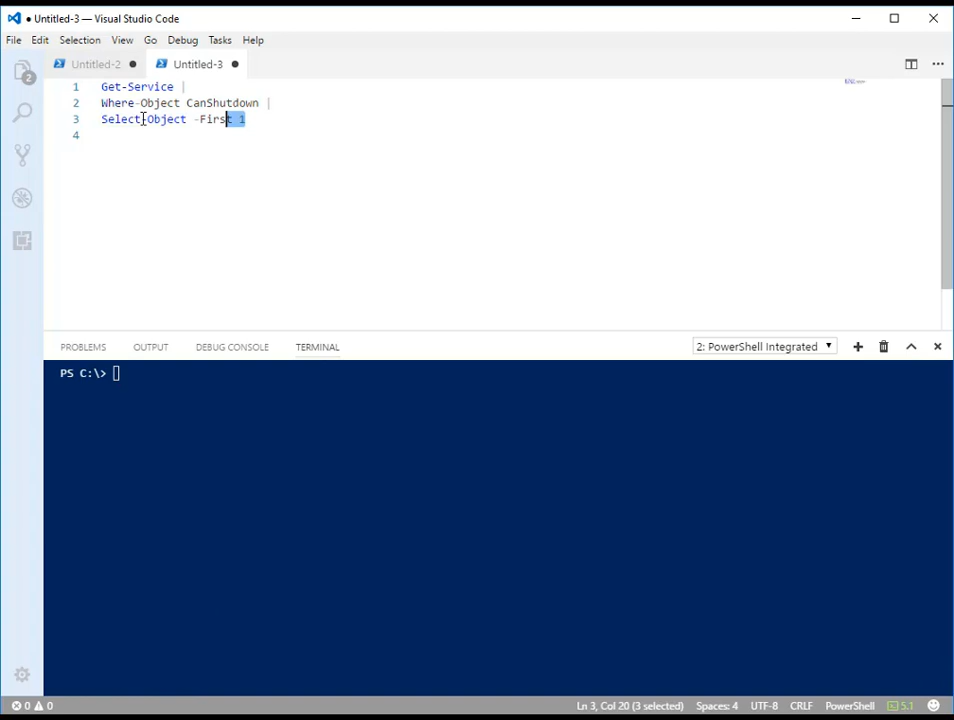 ● Untitled-3 — Visual Studio Code
File Edit Selection View Go Debug Tasks Help
2 Untitled-2 ● Untitled-3 ●
1 Get-Service |
2 Where-Object CanShutdown |
3 Select-Object -First 1
4
PROBLEMS OUTPUT DEBUG CONSOLE TERMINAL 2: PowerShell Integrated
PS C:\>
0 0 Ln 3, Col 20 (3 selected) Spaces: 4 UTF-8 CRLF PowerShell 5.1